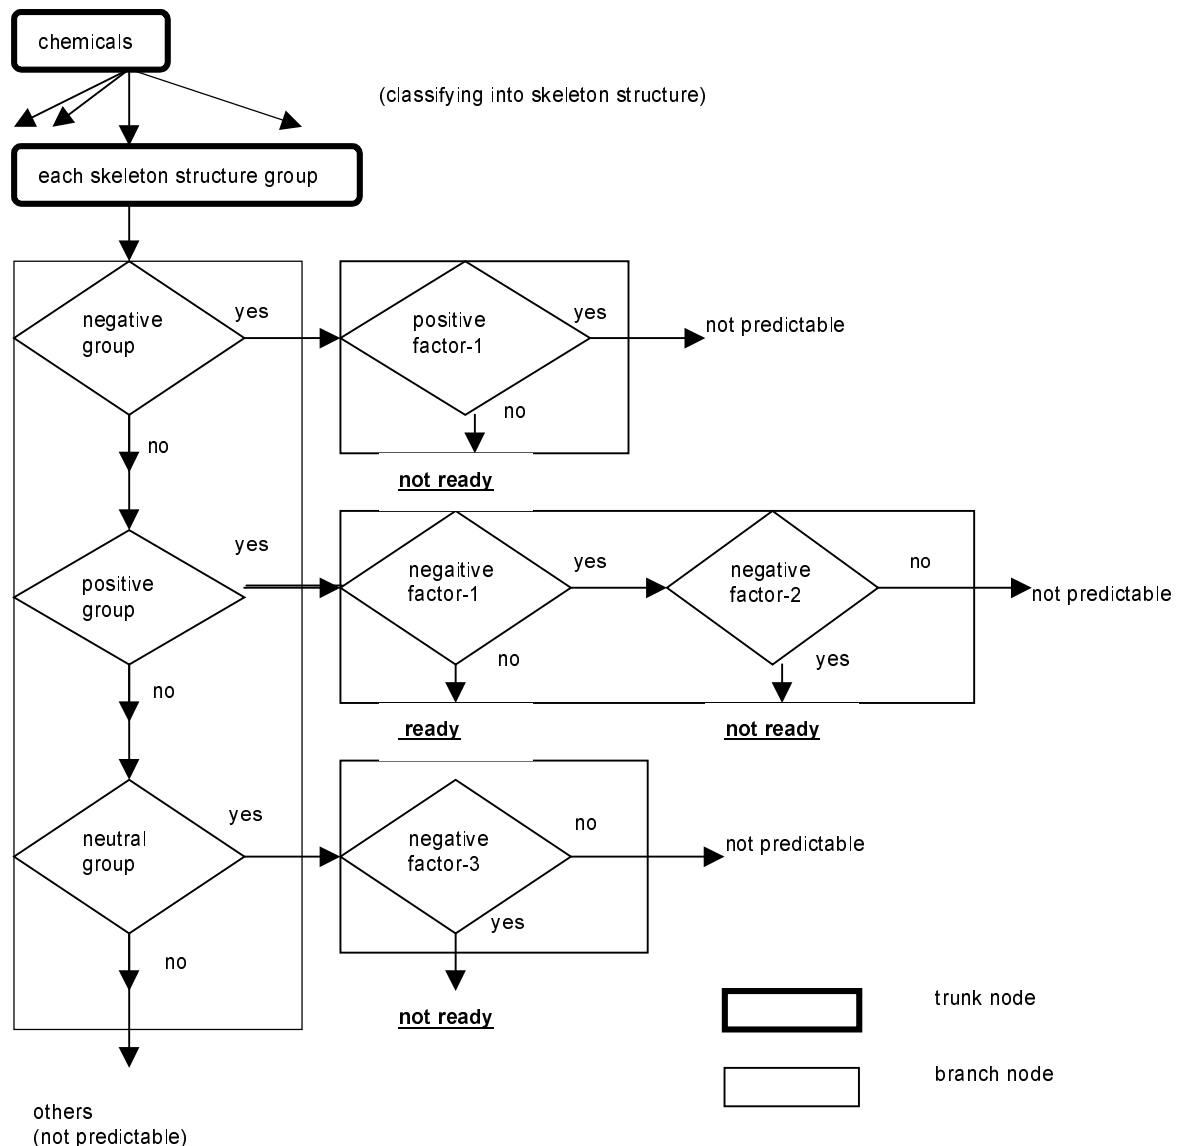 chemicals
(classifying into skeleton structure)
each skeleton structure group
negative
group
yes
positive
factor-1
yes
not predictable
no
no
not ready
positive
group
yes
negaitive
factor-1
yes
negative
factor-2
no
not predictable
no
yes
no
ready
not ready
neutral
group
yes
negative
factor-3
no
not predictable
yes
no
not ready
trunk node
branch node
others
(not predictable)